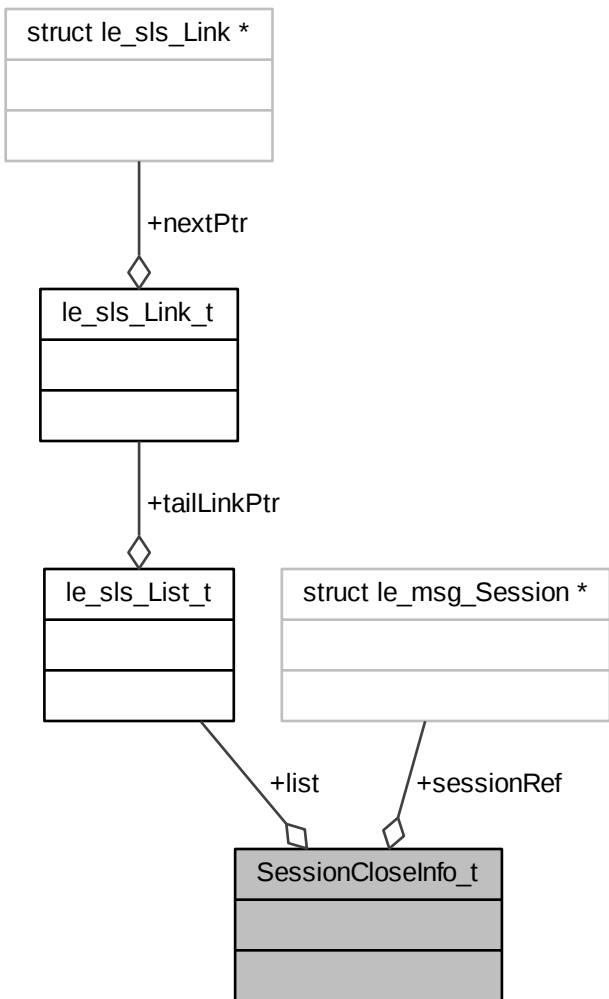 struct le_sls_Link *
+nextPtr
le_sls_Link_t
+tailLinkPtr
le_sls_List_t
struct le_msg_Session *
+list
+sessionRef
SessionCloseInfo_t